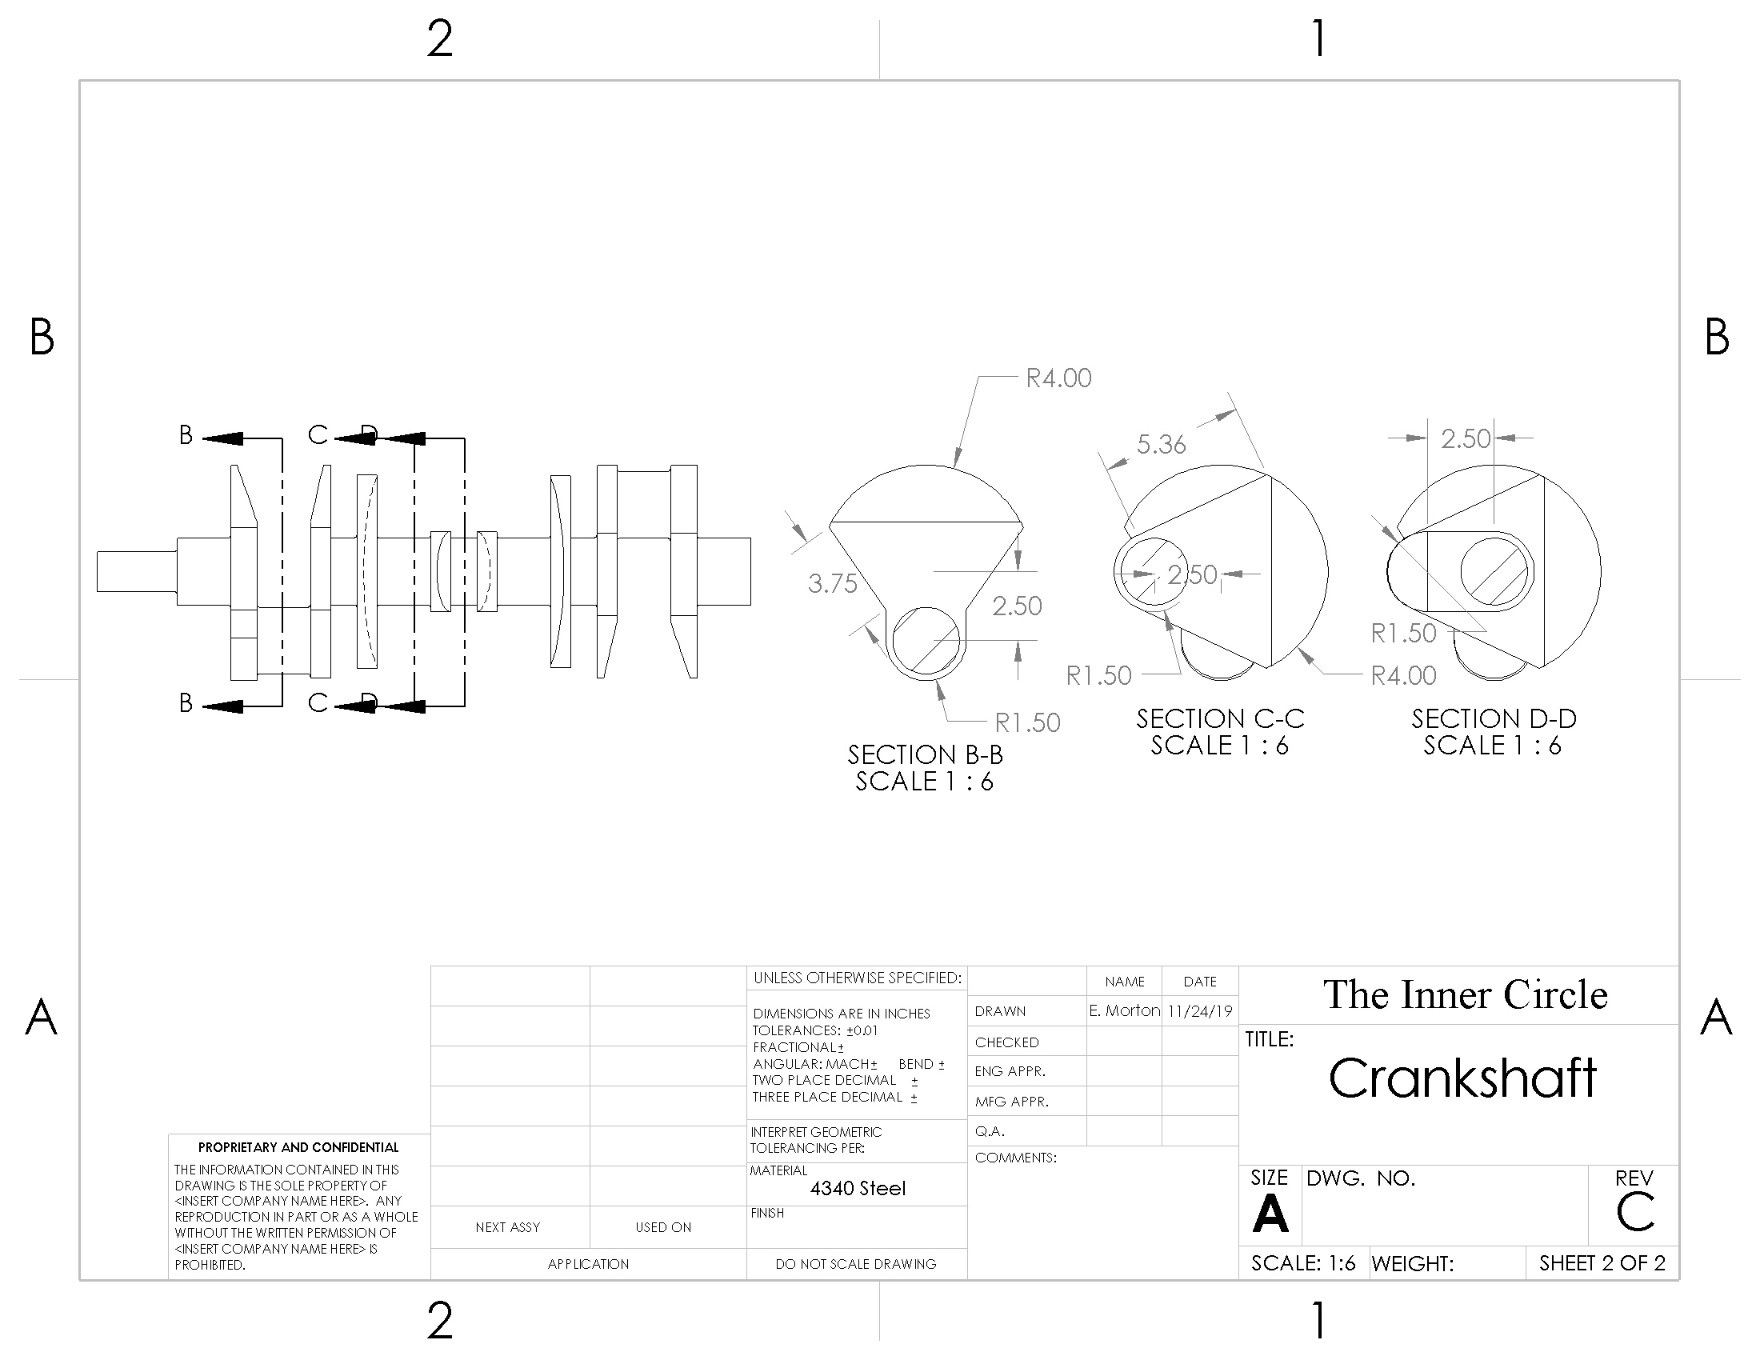 2
1
B
B
R4.00
5.36
B
C
D
2.50
3.75
2.50
2.50
R1.50
R1.50
R4.00
B
C
D
R1.50
SECTION B-B
SCALE 1 : 6
SECTION C-C
SCALE 1 : 6
SECTION D-D
SCALE 1 : 6
A
A
UNLESS OTHERWISE SPECIFIED:
DIMENSIONS ARE IN INCHES
TOLERANCES: ±0.01
FRACTIONAL±
ANGULAR: MACH± BEND ±
TWO PLACE DECIMAL ±
THREE PLACE DECIMAL ±
INTERPRET GEOMETRIC
TOLERANCING PER:
MATERIAL
4340 Steel
FINISH
DO NOT SCALE DRAWING
NAME DATE
DRAWN E. Morton 11/24/19
CHECKED
ENG APPR.
MFG APPR.
Q.A.
COMMENTS:
The Inner Circle
TITLE:
Crankshaft
SIZE DWG. NO. REV
A C
SCALE: 1:6 WEIGHT: SHEET 2 OF 2
PROPRIETARY AND CONFIDENTIAL
THE INFORMATION CONTAINED IN THIS
DRAWING IS THE SOLE PROPERTY OF
<INSERT COMPANY NAME HERE>. ANY
REPRODUCTION IN PART OR AS A WHOLE
WITHOUT THE WRITTEN PERMISSION OF
<INSERT COMPANY NAME HERE> IS
PROHIBITED.
NEXT ASSY USED ON
APPLICATION
2
1